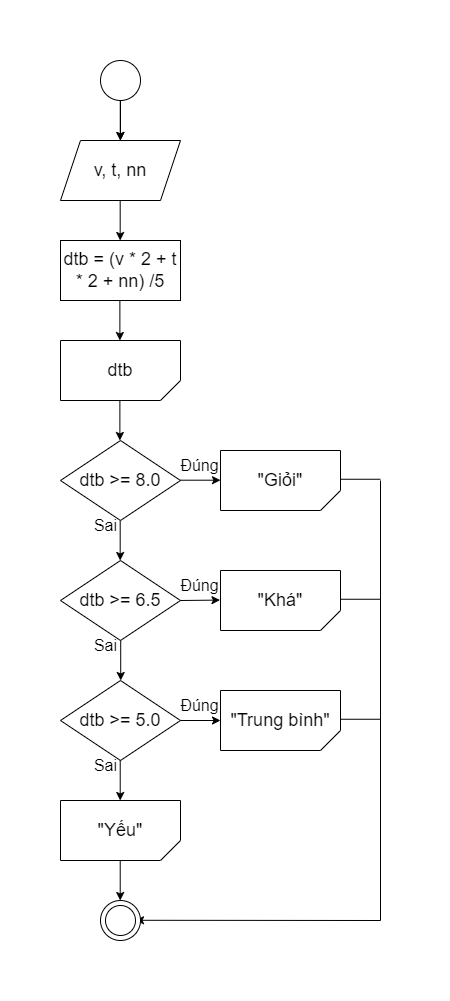 v, t, nn
dtb = (v * 2 + t
* 2 + nn) /5
dtb
dtb >= 8.0
Đúng
"Giỏi"
Sai
dtb >= 6.5
Đúng
"Khá"
Sai
dtb >= 5.0
Đúng
"Trung bình"
Sai
"Yếu"